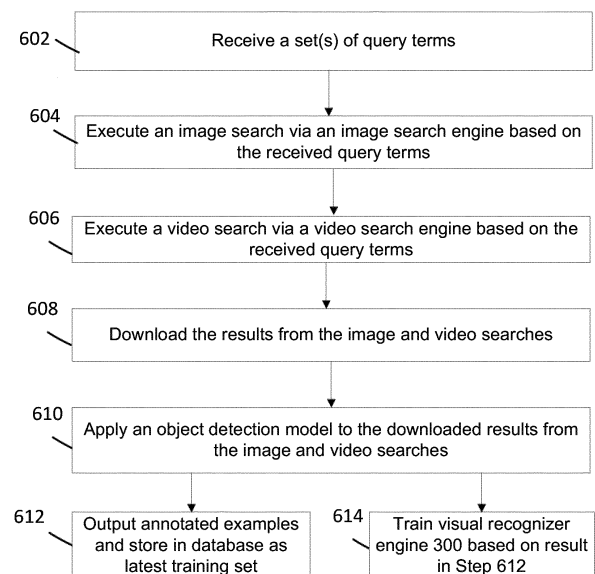 602
Receive a set(s) of query terms
604
Execute an image search via an image search engine based on
the received query terms
606
Execute a video search via a video search engine based on the
received query terms
608
Download the results from the image and video searches
610
Apply an object detection model to the downloaded results from
the image and video searches
612
Output annotated examples
and store in database as
latest training set
614
Train visual recognizer
engine 300 based on result
in Step 612